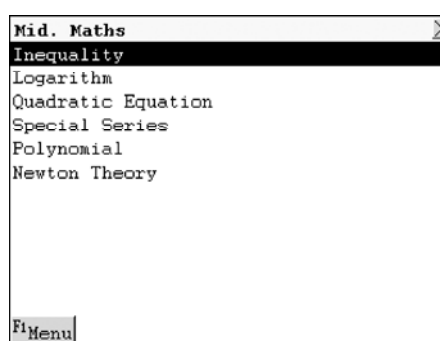 Mid. Maths
Inequality
Logarithm
Quadratic Equation
Special Series
Polynomial
Newton Theory
F1Menu